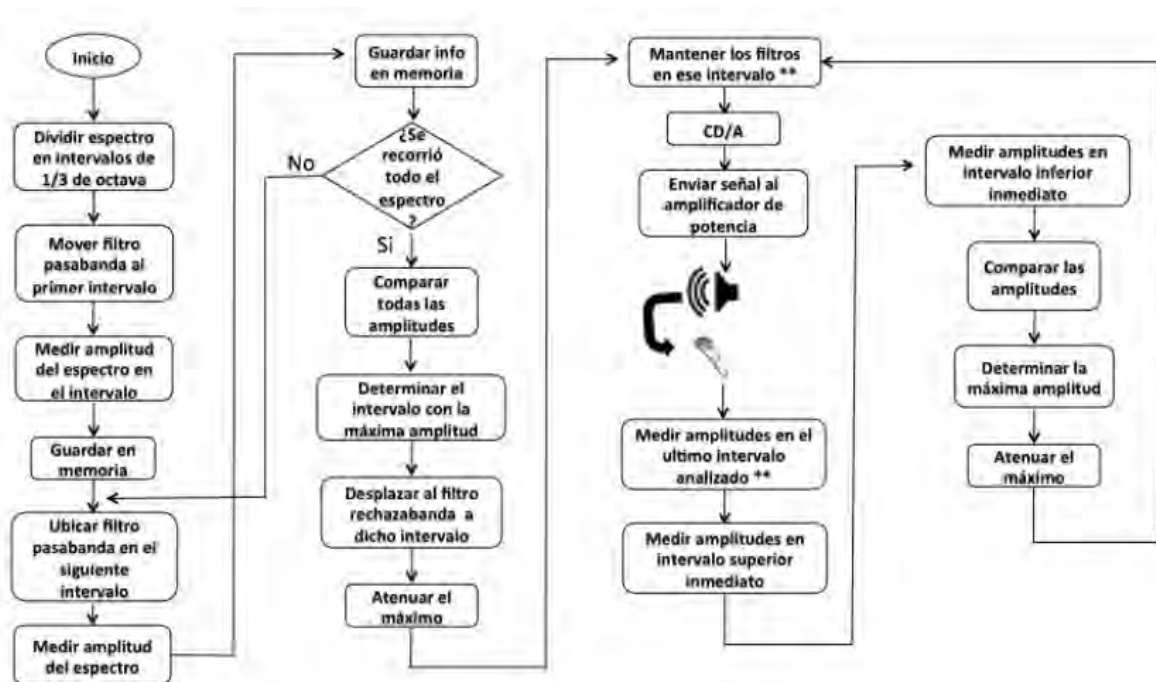 Inicio
Dividir espectro
en intervalos de
1/3 de octava
Mover filtro
pasabanda al
primer intervalo
Medir amplitud
del espectro en
el intervalo
Guardar en
memoria
Ubicar filtro
pasabanda en el
siguiente
intervalo
Medir amplitud
del espectro
Guardar info
en memoria
¿Se
recorrió
todo el
espectro
?
No
Si
Comparar
todas las
amplitudes
Determinar el
intervalo con la
máxima amplitud
Desplazar al filtro
rechazabanda a
dicho intervalo
Atenuar el
máximo
Mantener los filtros
en ese intervalo **
CD/A
Enviar señal al
amplificador de
potencia
Medir amplitudes en el
ultimo intervalo
analizado **
Medir amplitudes en
intervalo superior
inmediato
Medir amplitudes en
intervalo inferior
inmediato
Comparar las
amplitudes
Determinar la
máxima amplitud
Atenuar el
máximo